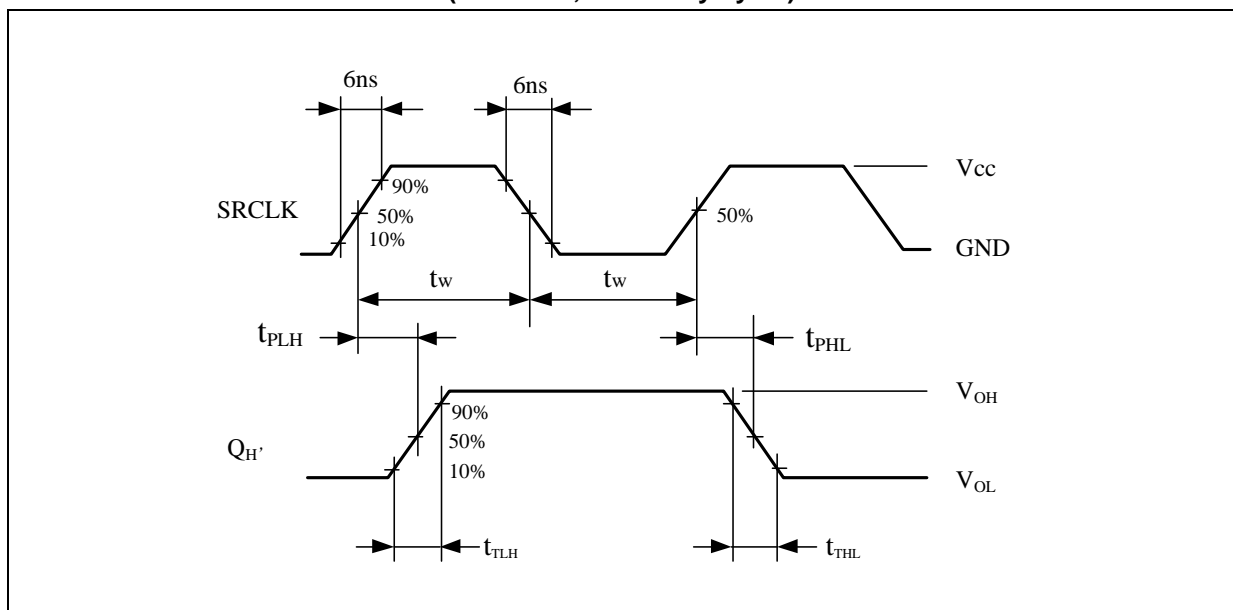 6ns 6ns
Vcc
90%
SRCLK 50% 50%
10%
GND
tw tw
tPLH tPHL
VOH
90%
50%
QH'
10%
VOL
tTLH tTHL